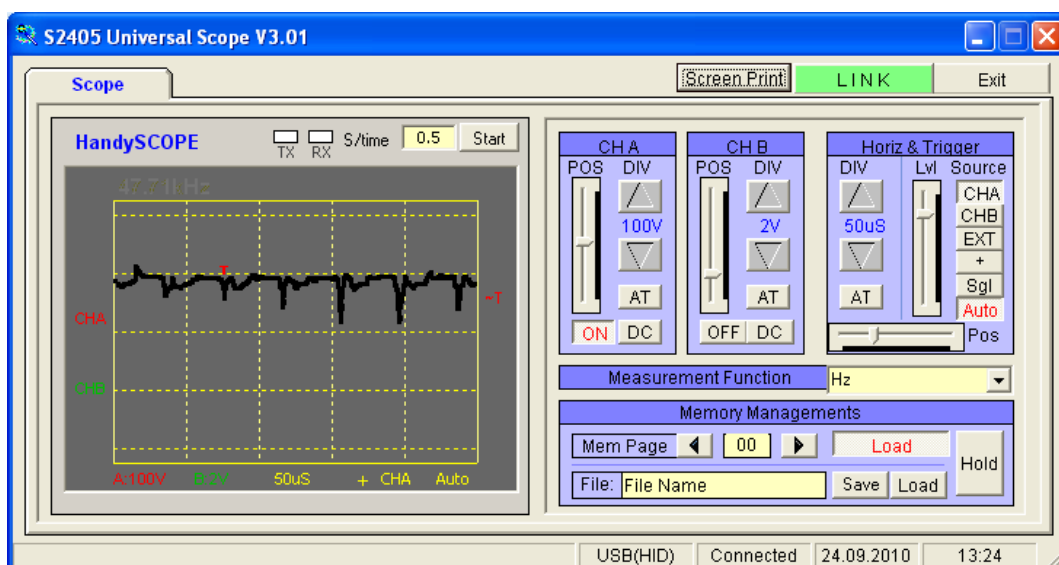 S2405 Universal Scope V3.01
Scope
Screen Print
LINK
Exit
HandySCOPE
TX
RX
S/time
0.5
Start
47.71kHz
T
-T
CHA
CHB
A:100V
B:2V
50uS
+
CHA
Auto
CH A
POS
DIV
100V
AT
ON
DC
CH B
POS
DIV
2V
AT
OFF
DC
Horiz & Trigger
DIV
Lvl
Source
50uS
AT
CHA
CHB
EXT
+
Sgl
Auto
Pos
Measurement Function
Hz
Memory Managements
Mem Page
00
Load
Hold
File:
File Name
Save
Load
USB(HID)
Connected
24.09.2010
13:24